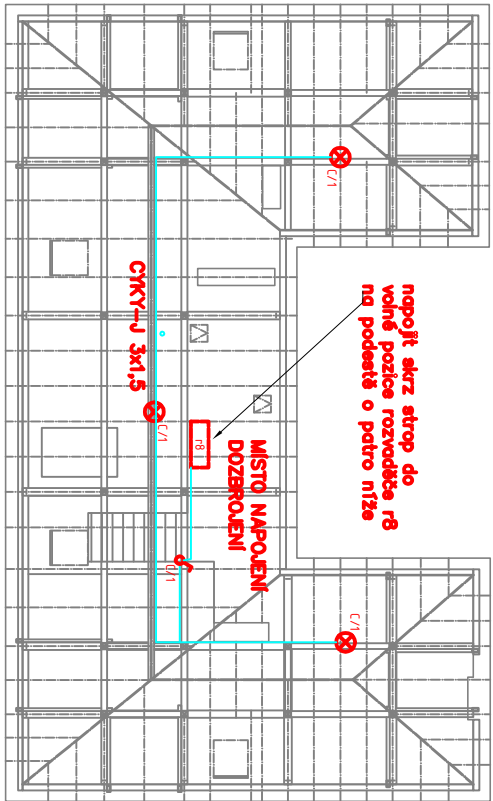 napojit skrz strop do
volné pozice rozvaděče r8
na podestě o patro níže
MÍSTO NAPOJENÍ
DOZBROJENÍ
r8
CYKY-J 3x1,5
C/1
C/1
C/1